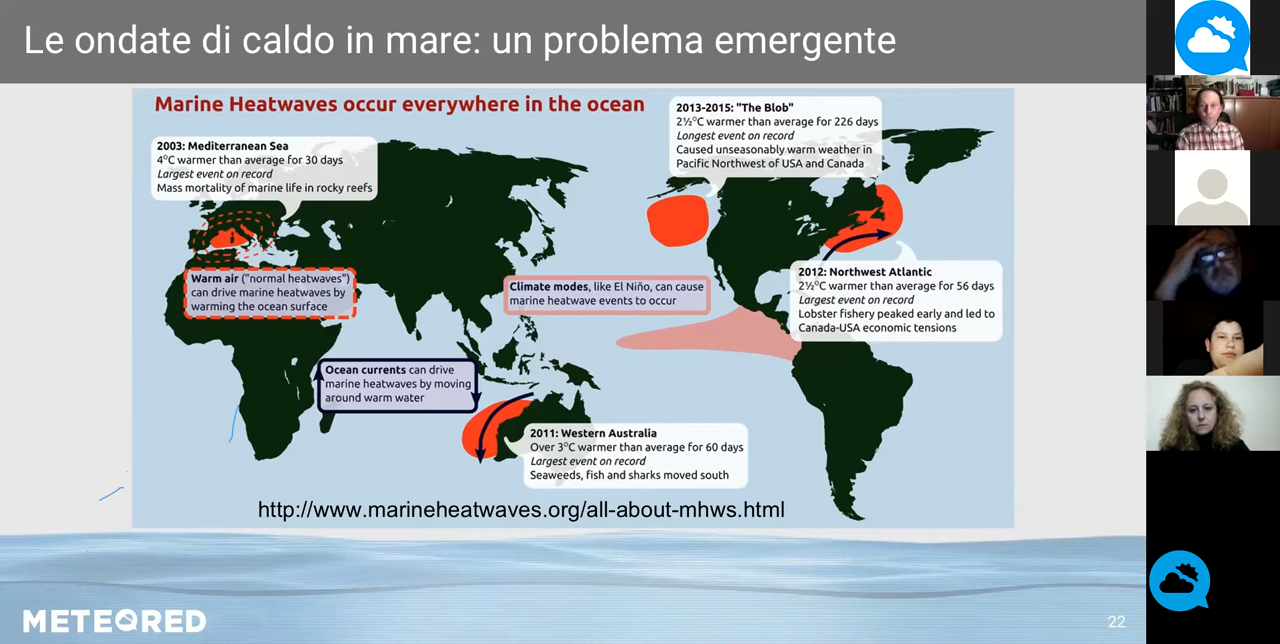 Le ondate di caldo in mare: un problema emergente
Marine Heatwaves occur everywhere in the ocean
2003: Mediterranean Sea
4°C warmer than average for 30 days
Longest event on record
Mass mortality of marine life in rocky reefs
2013-2015: "The Blob"
2½°C warmer than average for 226 days
Longest event on record
Caused unseasonably warm weather in
Pacific Northwest of USA and Canada
Warm air ("normal heatwaves")
can drive marine heatwaves by
warming the ocean surface
Climate modes, like El Niño, can cause
marine heatwave events to occur
2012: Northwest Atlantic
2½°C warmer than average for 56 days
Largest event on record
Lobster fishery peaked early and led to
Canada-USA economic tensions
Ocean currents can drive
marine heatwaves by moving
around warm water
2011: Western Australia
Over 3°C warmer than average for 60 days
Largest event on record
Seaweeds, fish and sharks moved south
http://www.marineheatwaves.org/all-about-mhws.html
METEORED
22